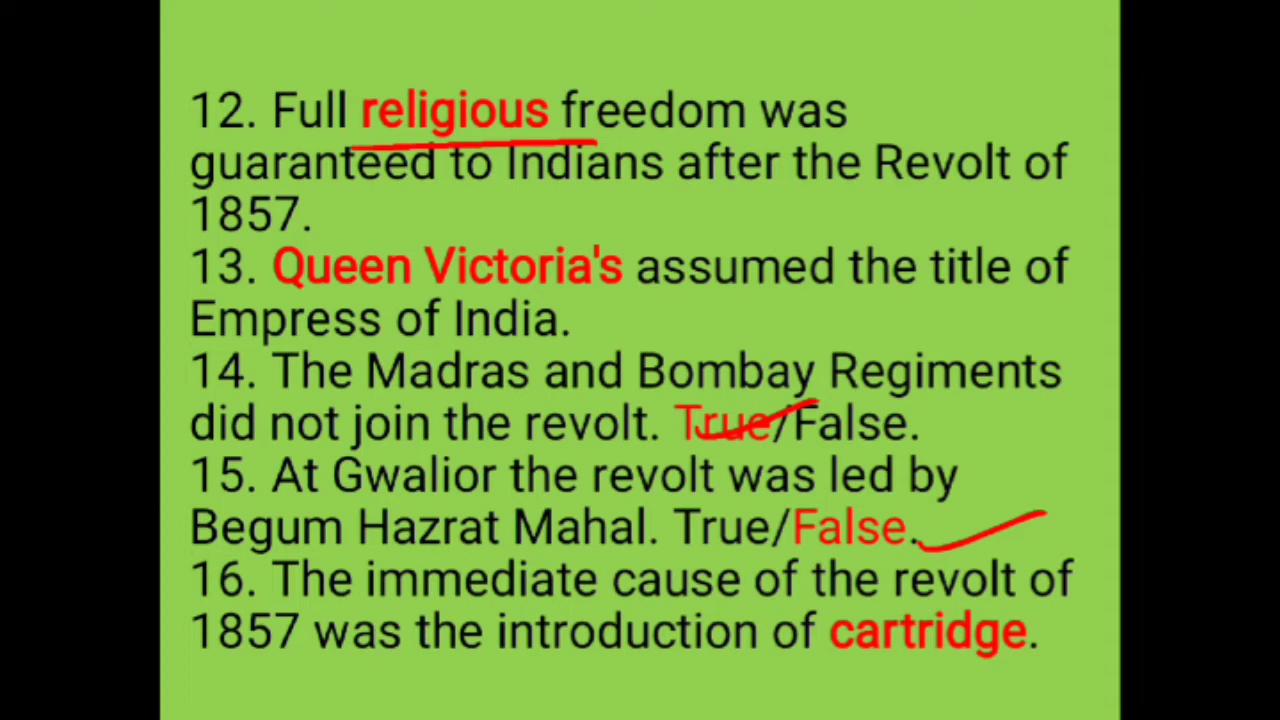 12. Full religious freedom was
guaranteed to Indians after the Revolt of
1857.
13. Queen Victoria's assumed the title of
Empress of India.
14. The Madras and Bombay Regiments
did not join the revolt. True/False.
15. At Gwalior the revolt was led by
Begum Hazrat Mahal. True/False.
16. The immediate cause of the revolt of
1857 was the introduction of cartridge.